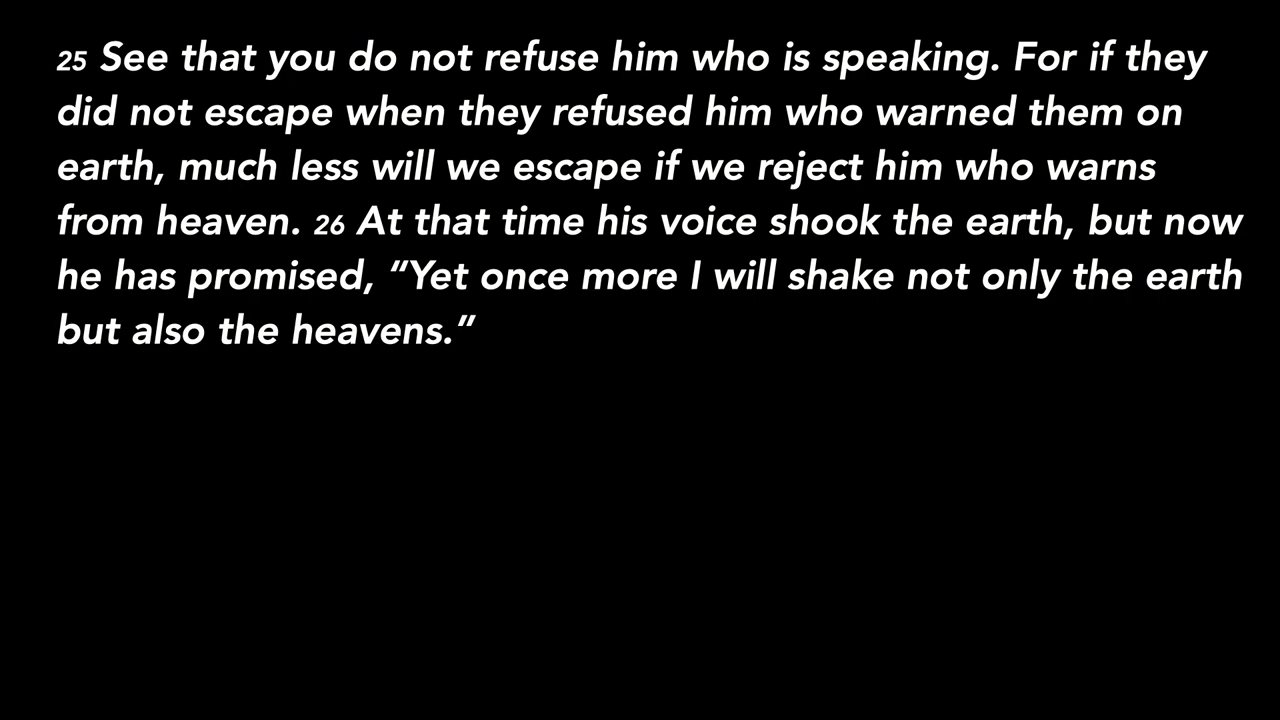 25 See that you do not refuse him who is speaking. For if they
did not escape when they refused him who warned them on
earth, much less will we escape if we reject him who warns
from heaven. 26 At that time his voice shook the earth, but now
he has promised, “Yet once more I will shake not only the earth
but also the heavens.”